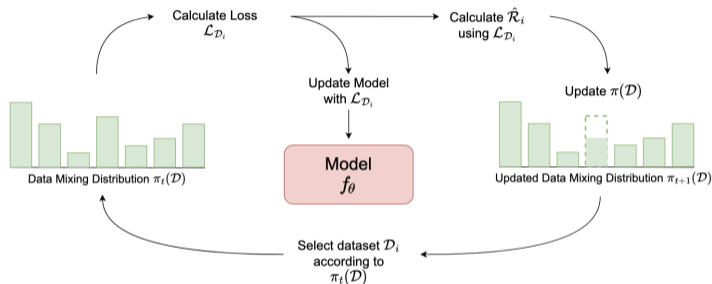 Calculate Loss
$\mathcal{L}_{\mathcal{D}_i}$
Calculate $\hat{\mathcal{R}}_i$
using $\mathcal{L}_{\mathcal{D}_i}$
Update Model
with $\mathcal{L}_{\mathcal{D}_i}$
Update $\pi(\mathcal{D})$
Model
$f_\theta$
Data Mixing Distribution $\pi_t(\mathcal{D})$
Updated Data Mixing Distribution $\pi_{t+1}(\mathcal{D})$
Select dataset $\mathcal{D}_i$
according to
$\pi_t(\mathcal{D})$